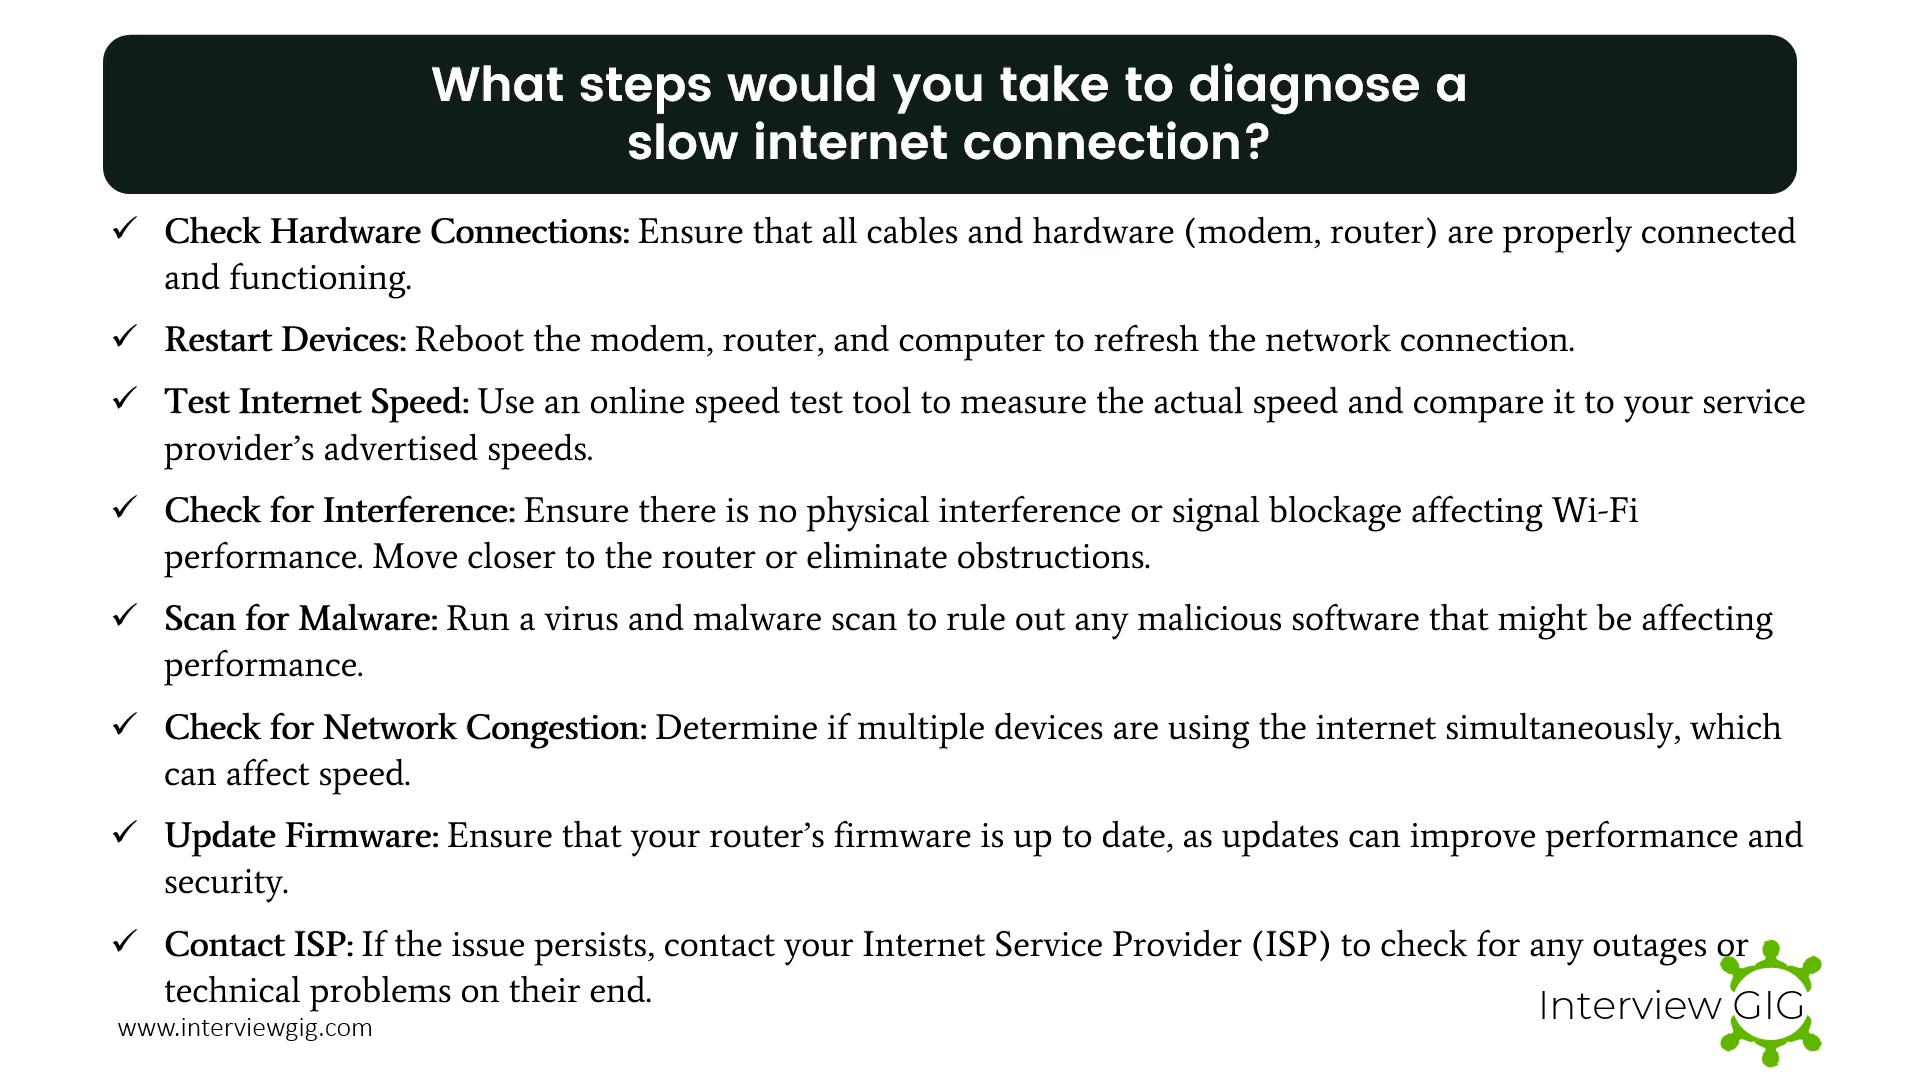 What steps would you take to diagnose a
slow internet connection?
✓ Check Hardware Connections: Ensure that all cables and hardware (modem, router) are properly connected
and functioning.
✓ Restart Devices: Reboot the modem, router, and computer to refresh the network connection.
✓ Test Internet Speed: Use an online speed test tool to measure the actual speed and compare it to your service
provider’s advertised speeds.
✓ Check for Interference: Ensure there is no physical interference or signal blockage affecting Wi-Fi
performance. Move closer to the router or eliminate obstructions.
✓ Scan for Malware: Run a virus and malware scan to rule out any malicious software that might be affecting
performance.
✓ Check for Network Congestion: Determine if multiple devices are using the internet simultaneously, which
can affect speed.
✓ Update Firmware: Ensure that your router’s firmware is up to date, as updates can improve performance and
security.
✓ Contact ISP: If the issue persists, contact your Internet Service Provider (ISP) to check for any outages or
technical problems on their end.
www.interviewgig.com
Interview GIG